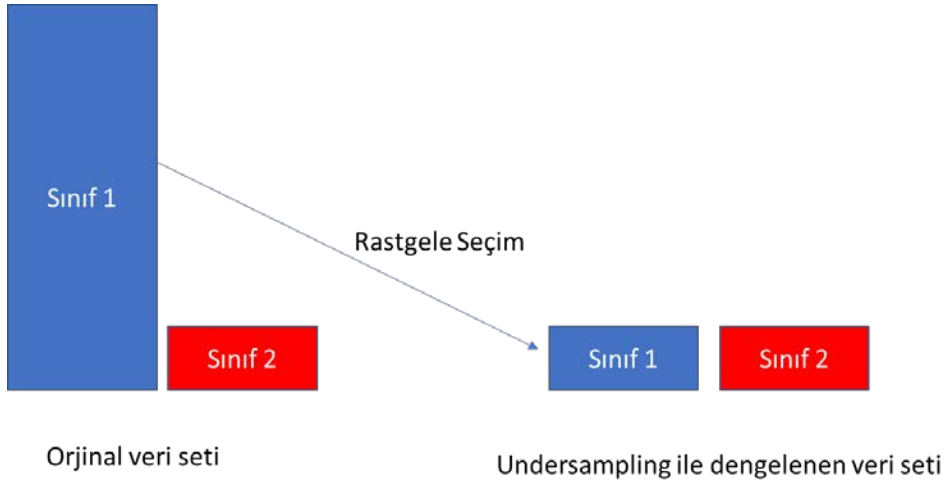 Sınıf 1
Rastgele Seçim
Sınıf 2
Sınıf 1
Sınıf 2
Orjinal veri seti
Undersampling ile dengelenen veri seti